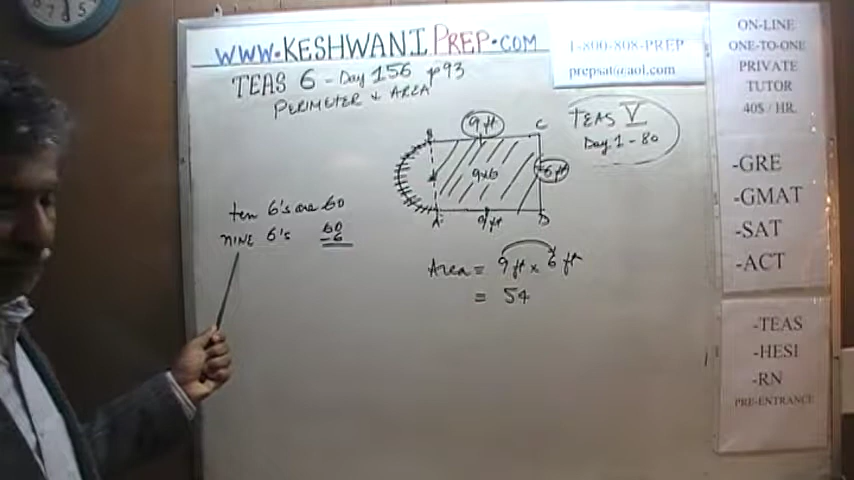 WWW.KESHWANIPREP.COM
TEAS 6 - Day 156 p93
PERIMETER & AREA
1-800-808-PREP
prepsat@aol.com
TEAS V
Day 1-80
9 ft
B
C
9x6
6 ft
A
9 ft
D
ten 6's are 60
NINE 6's
60
-6
Area = 9 ft x 6 ft
= 54
ON-LINE
ONE-TO-ONE
PRIVATE
TUTOR
40$ / HR.
-GRE
-GMAT
-SAT
-ACT
-TEAS
-HESI
-RN
PRE-ENTRANCE